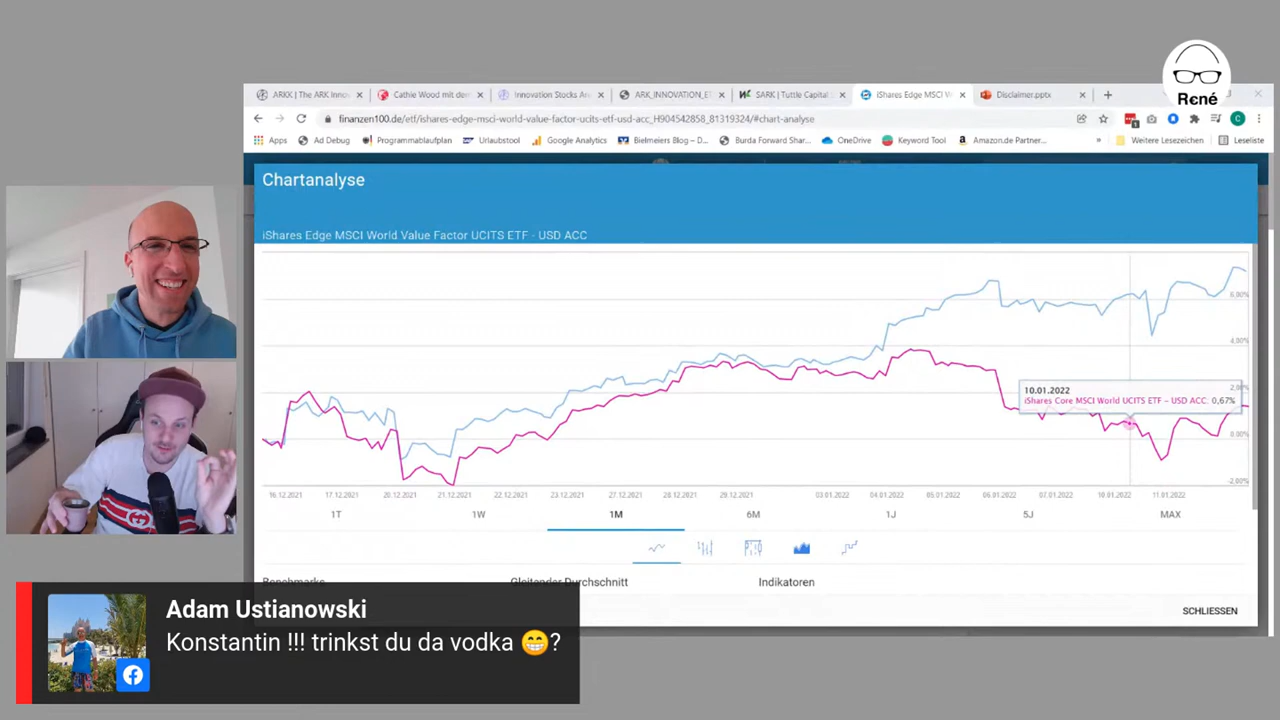 René
ARKK | The ARK Innov
Cathie Wood mit den
Innovation Stocks Are
ARK_INNOVATION_ET
SARK | Tuttle Capital
iShares Edge MSCI W
Disclaimer.pptx
finanzen100.de/etf/ishares-edge-msci-world-value-factor-ucits-etf-usd-acc_H904542858_81319324/#chart-analyse
Apps
Ad Debug
Programmablaufplan
Urlaubstool
Google Analytics
Bielmeiers Blog – D...
Burda Forward Shar...
OneDrive
Keyword Tool
Amazon.de Partner...
»
Weitere Lesezeichen
Leseliste
Chartanalyse
iShares Edge MSCI World Value Factor UCITS ETF - USD ACC
6,00%
4,00%
2,00%
10.01.2022
iShares Core MSCI World UCITS ETF – USD ACC: 0,67%
0,00%
-2,00%
16.12.2021 17.12.2021 20.12.2021 21.12.2021 22.12.2021 23.12.2021 27.12.2021 28.12.2021 29.12.2021 03.01.2022 04.01.2022 05.01.2022 06.01.2022 07.01.2022 10.01.2022 11.01.2022
1T 1W 1M 6M 1J 5J MAX
Benchmarks Gleitender Durchschnitt Indikatoren
SCHLIESSEN
Adam Ustianowski
Konstantin !!! trinkst du da vodka 😁?